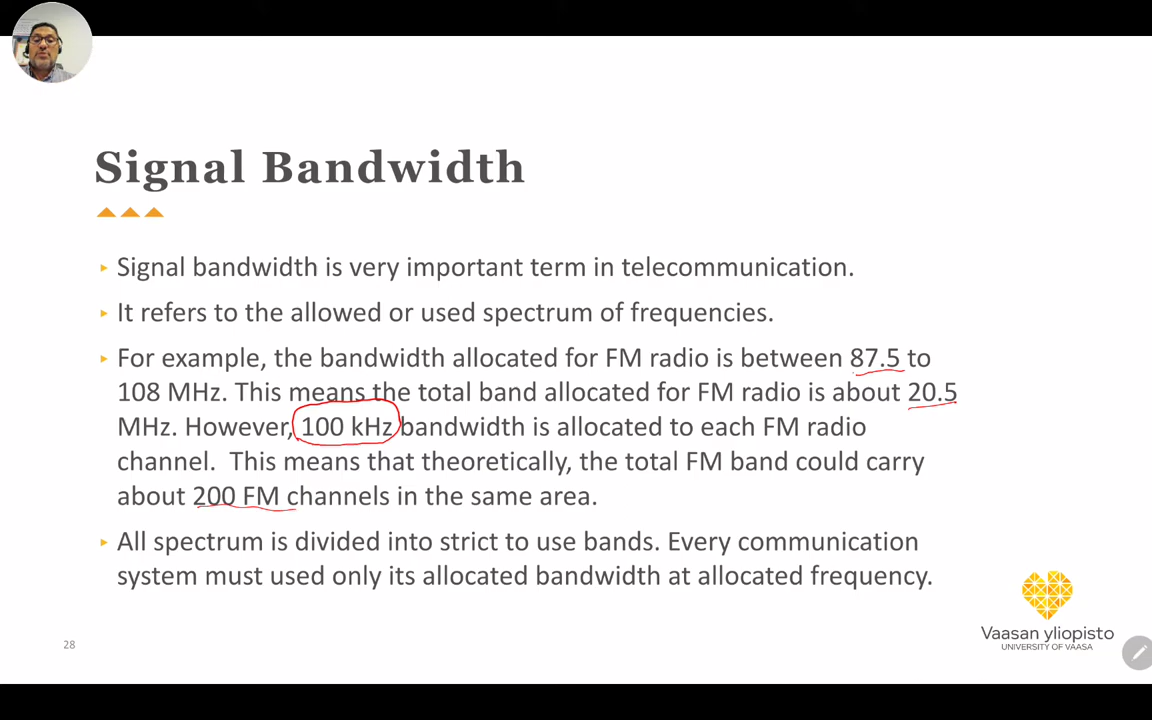 Signal Bandwidth
Signal bandwidth is very important term in telecommunication.
It refers to the allowed or used spectrum of frequencies.
For example, the bandwidth allocated for FM radio is between 87.5 to
108 MHz. This means the total band allocated for FM radio is about 20.5
MHz. However, 100 kHz bandwidth is allocated to each FM radio
channel. This means that theoretically, the total FM band could carry
about 200 FM channels in the same area.
All spectrum is divided into strict to use bands. Every communication
system must used only its allocated bandwidth at allocated frequency.
28
Vaasan yliopisto
UNIVERSITY OF VAASA